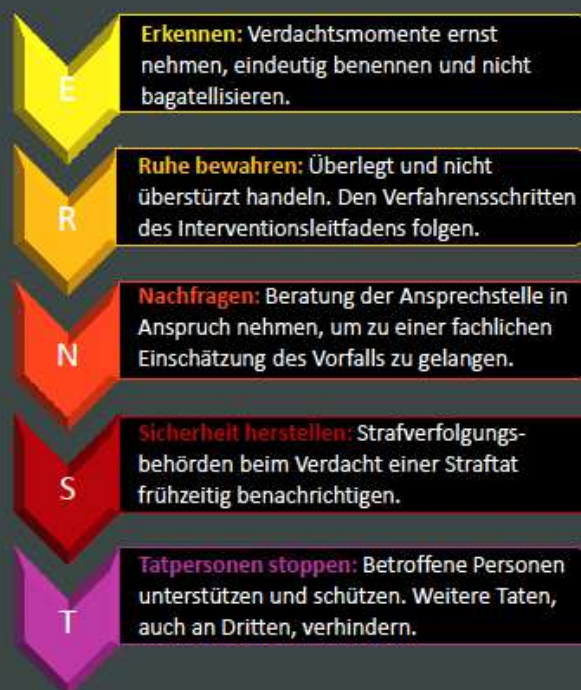 E
Erkennen: Verdachtsmomente ernst
nehmen, eindeutig benennen und nicht
bagatellisieren.
R
Ruhe bewahren: Überlegt und nicht
überstürzt handeln. Den Verfahrensschritten
des Interventionsleitfadens folgen.
N
Nachfragen: Beratung der Ansprechstelle in
Anspruch nehmen, um zu einer fachlichen
Einschätzung des Vorfalls zu gelangen.
S
Sicherheit herstellen: Strafverfolgungs-
behörden beim Verdacht einer Straftat
frühzeitig benachrichtigen.
T
Tatpersonen stoppen: Betroffene Personen
unterstützen und schützen. Weitere Taten,
auch an Dritten, verhindern.